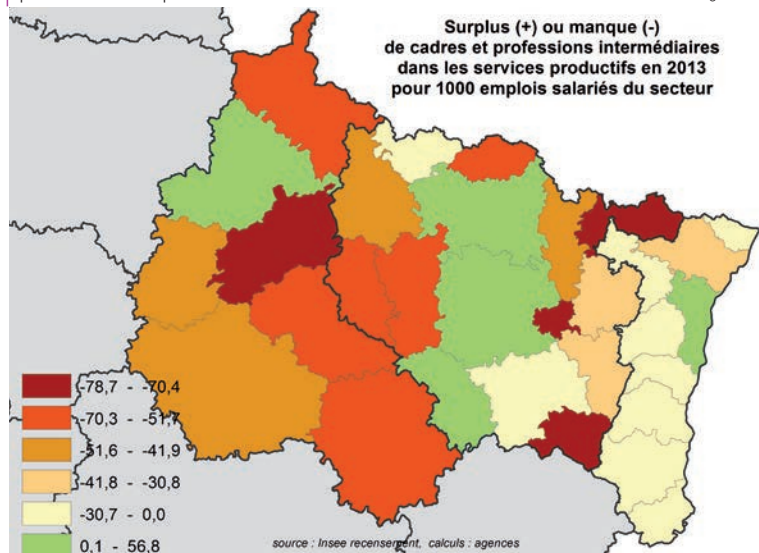 Surplus (+) ou manque (-)
de cadres et professions intermédiaires
dans les services productifs en 2013
pour 1000 emplois salariés du secteur
-78,7 - -70,4
-70,3 - -51,7
-51,6 - -41,9
-41,8 - -30,8
-30,7 - 0,0
0,1 - 56,8
source : Insee recensement, calculs : agences